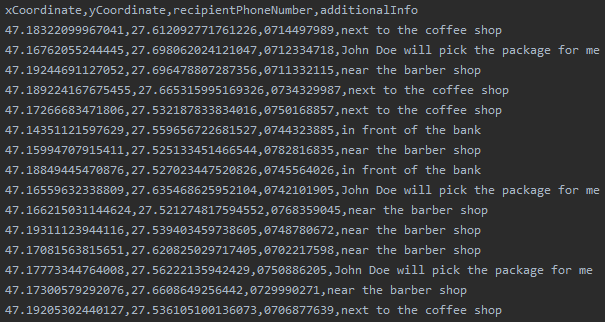 xCoordinate,yCoordinate,recipientPhoneNumber,additionalInfo
47.18322099967041,27.612092771761226,0714497989,next to the coffee shop
47.16762055244445,27.698062024121047,0712334718,John Doe will pick the package for me
47.19244691127052,27.696478807287356,0711332115,near the barber shop
47.189224167675455,27.665315995169326,0734329987,next to the coffee shop
47.17266683471806,27.532187833834016,0750168857,next to the coffee shop
47.14351121597629,27.559656722681527,0744323885,in front of the bank
47.15994707915411,27.525133451466544,0782816835,near the barber shop
47.18849445470876,27.527023447520826,0745564026,in front of the bank
47.16559632338809,27.635468625952104,0742101905,John Doe will pick the package for me
47.166215031144624,27.521274817594552,0768359045,near the barber shop
47.19311123944116,27.539403459738605,0748780672,near the barber shop
47.17081563815651,27.620825029717405,0702217598,near the barber shop
47.17773344764008,27.56222135942429,0750886205,John Doe will pick the package for me
47.17300579292076,27.6608649256442,0729990271,near the barber shop
47.19205302440127,27.536105100136073,0706877639,next to the coffee shop